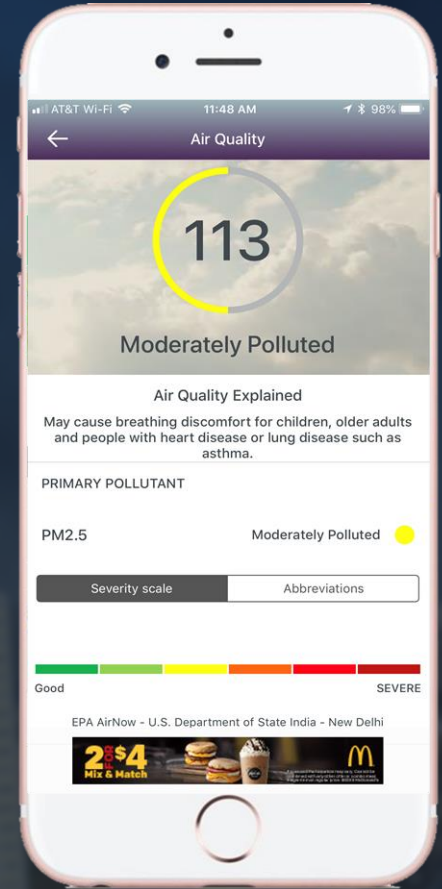 AT&T Wi-Fi 11:48 AM 98%
Air Quality
113
Moderately Polluted
Air Quality Explained
May cause breathing discomfort for children, older adults
and people with heart disease or lung disease such as
asthma.
PRIMARY POLLUTANT
PM2.5 Moderately Polluted
Severity scale Abbreviations
Good SEVERE
EPA AirNow - U.S. Department of State India - New Delhi
2 FOR $4
Mix & Match